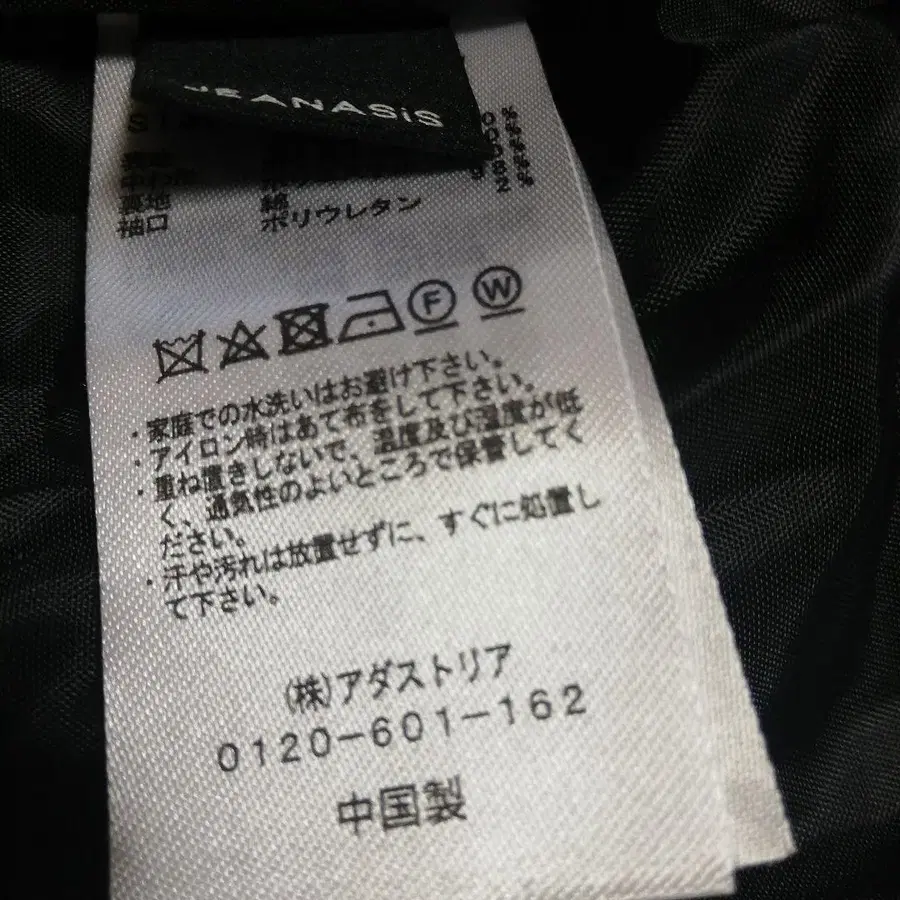 JEANASiS
裏地
綿
袖口
ポリウレタン
F
W
・家庭での水洗いはお避け下さい。
・アイロン時はあて布をして下さい。
・重ね置きしないで、温度及び湿度が低
く、通気性のよいところで保管してく
ださい。
・汗や汚れは放置せずに、すぐに処置し
て下さい。
(株)アダストリア
0120-601-162
中国製